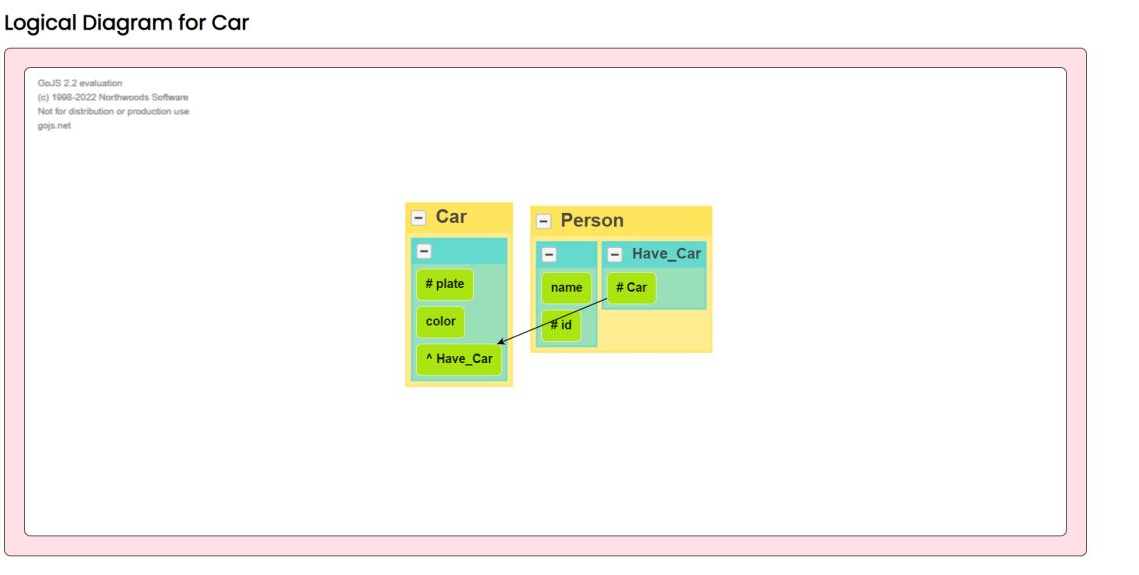 Logical Diagram for Car
GoJS 2.2 evaluation
(c) 1998-2022 Northwoods Software
Not for distribution or production use
gojs.net
Car
# plate
color
^ Have_Car
Person
name
# id
Have_Car
# Car